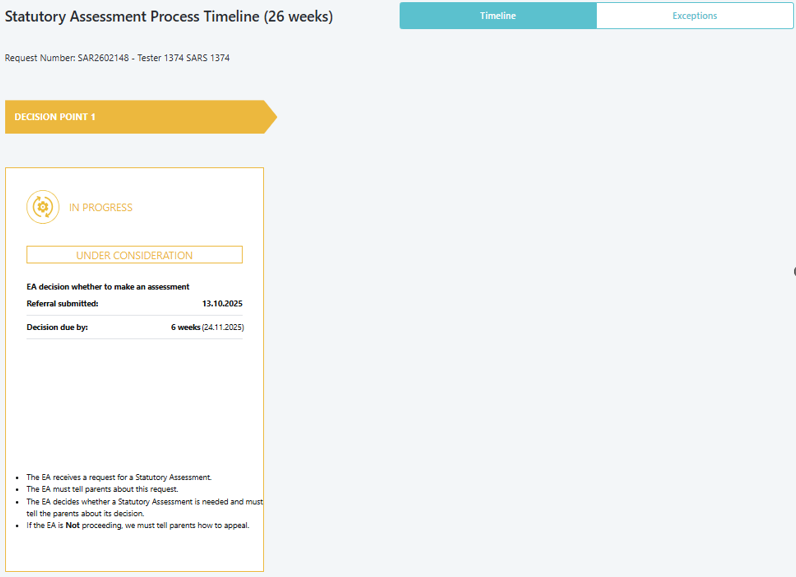 Statutory Assessment Process Timeline (26 weeks)
Timeline
Exceptions
Request Number: SAR2602148 - Tester 1374 SARS 1374
DECISION POINT 1
IN PROGRESS
UNDER CONSIDERATION
EA decision whether to make an assessment
Referral submitted: 13.10.2025
Decision due by: 6 weeks (24.11.2025)
• The EA receives a request for a Statutory Assessment.
• The EA must tell parents about this request.
• The EA decides whether a Statutory Assessment is needed and must
tell the parents about its decision.
• If the EA is Not proceeding, we must tell parents how to appeal.